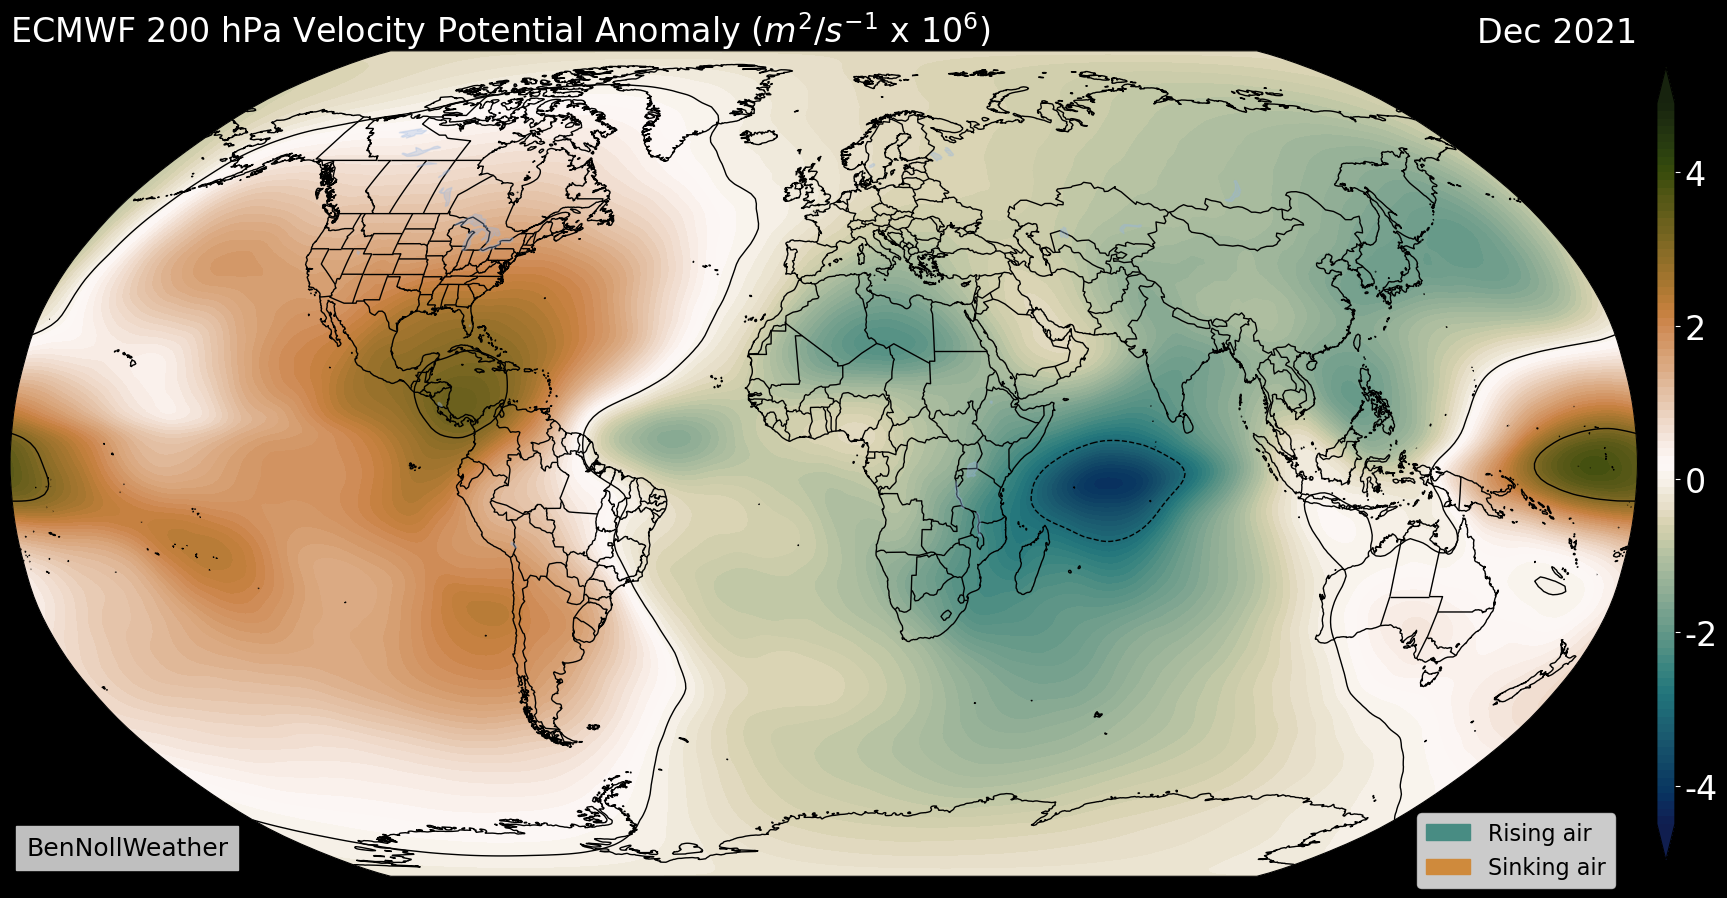 ECMWF 200 hPa Velocity Potential Anomaly (m²/s⁻¹ x 10⁶)
Dec 2021
4
2
0
-2
-4
BenNollWeather
Rising air
Sinking air